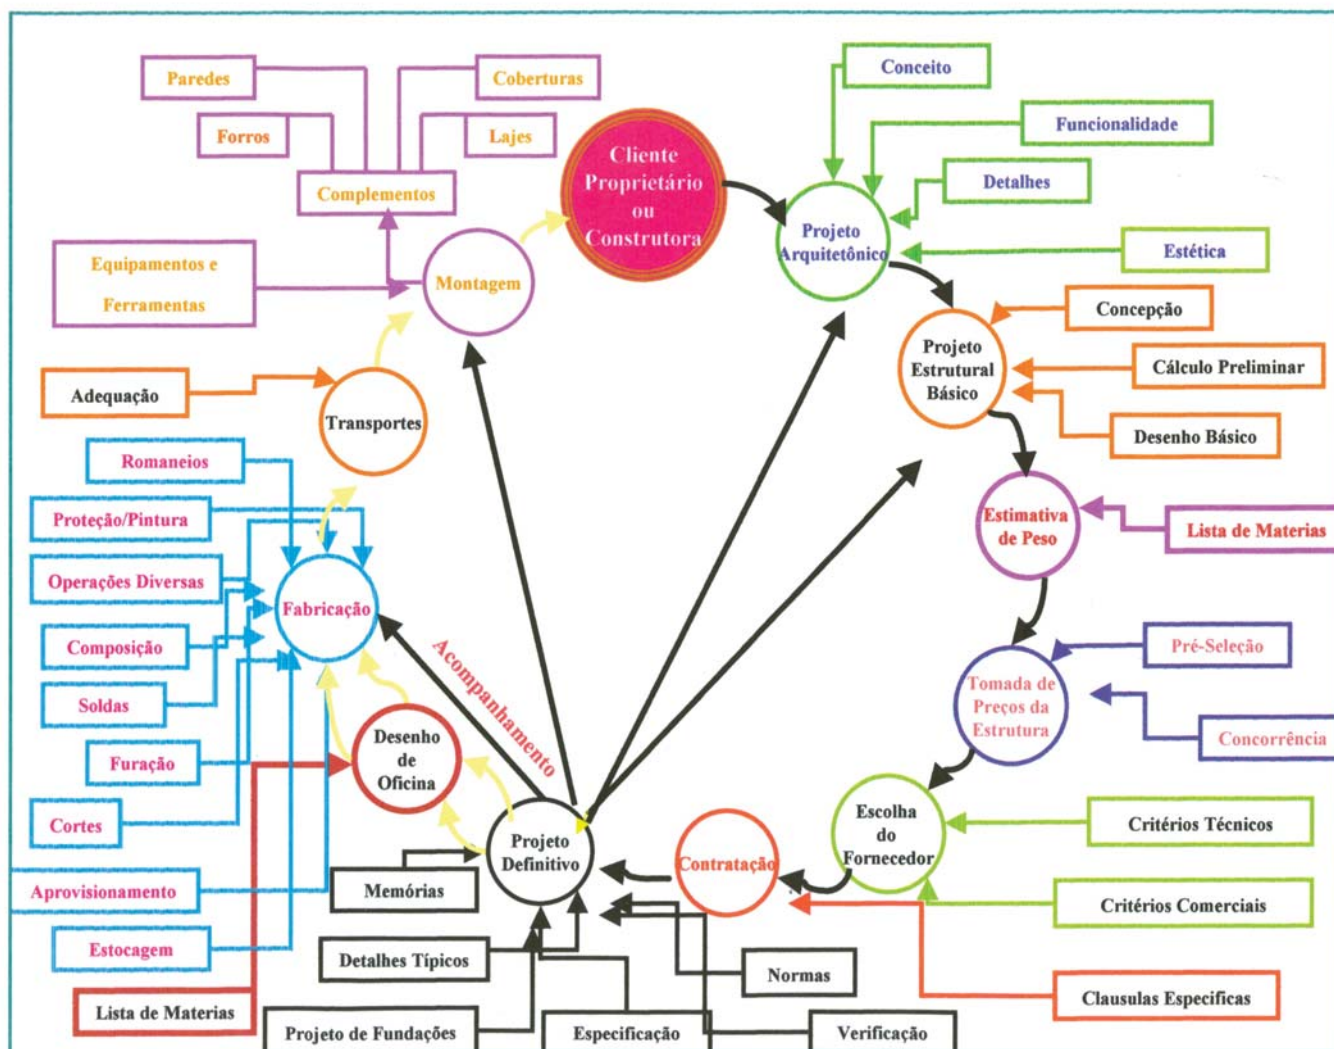 Paredes
Coberturas
Forros
Lajes
Complementos
Equipamentos e
Ferramentas
Montagem
Cliente
Proprietário
ou
Construtora
Conceito
Funcionalidade
Detalhes
Estética
Projeto
Arquitetônico
Concepção
Cálculo Preliminar
Desenho Básico
Projeto
Estrutural
Básico
Adequação
Transportes
Estimativa
de Peso
Lista de Materias
Romaneios
Proteção/Pintura
Operações Diversas
Composição
Soldas
Furação
Cortes
Aprovisionamento
Estocagem
Fabricação
Acompanhamento
Pré-Seleção
Concorrência
Tomada de
Preços da
Estrutura
Desenho
de
Oficina
Lista de Materias
Escolha
do
Fornecedor
Critérios Técnicos
Critérios Comerciais
Contratação
Clausulas Especificas
Projeto
Definitivo
Memórias
Detalhes Típicos
Projeto de Fundações
Especificação
Normas
Verificação